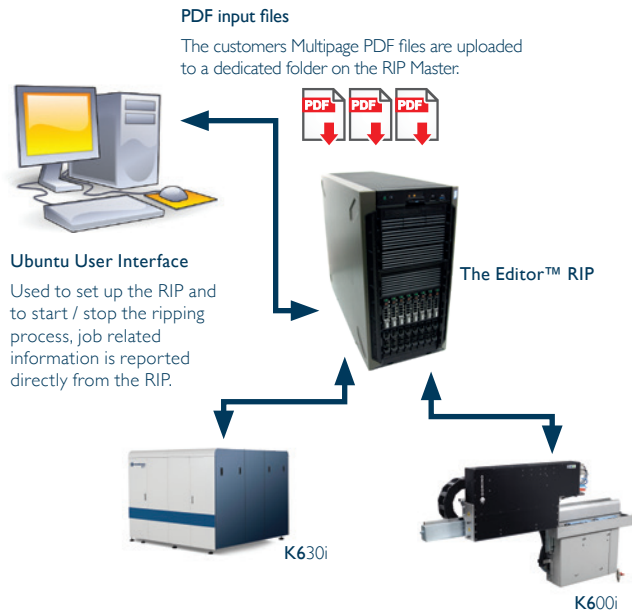 PDF input files
The customers Multipage PDF files are uploaded
to a dedicated folder on the RIP Master.
PDF PDF PDF
Ubuntu User Interface
Used to set up the RIP and
to start / stop the ripping
process, job related
information is reported
directly from the RIP.
The Editor™ RIP
K630i
K600i